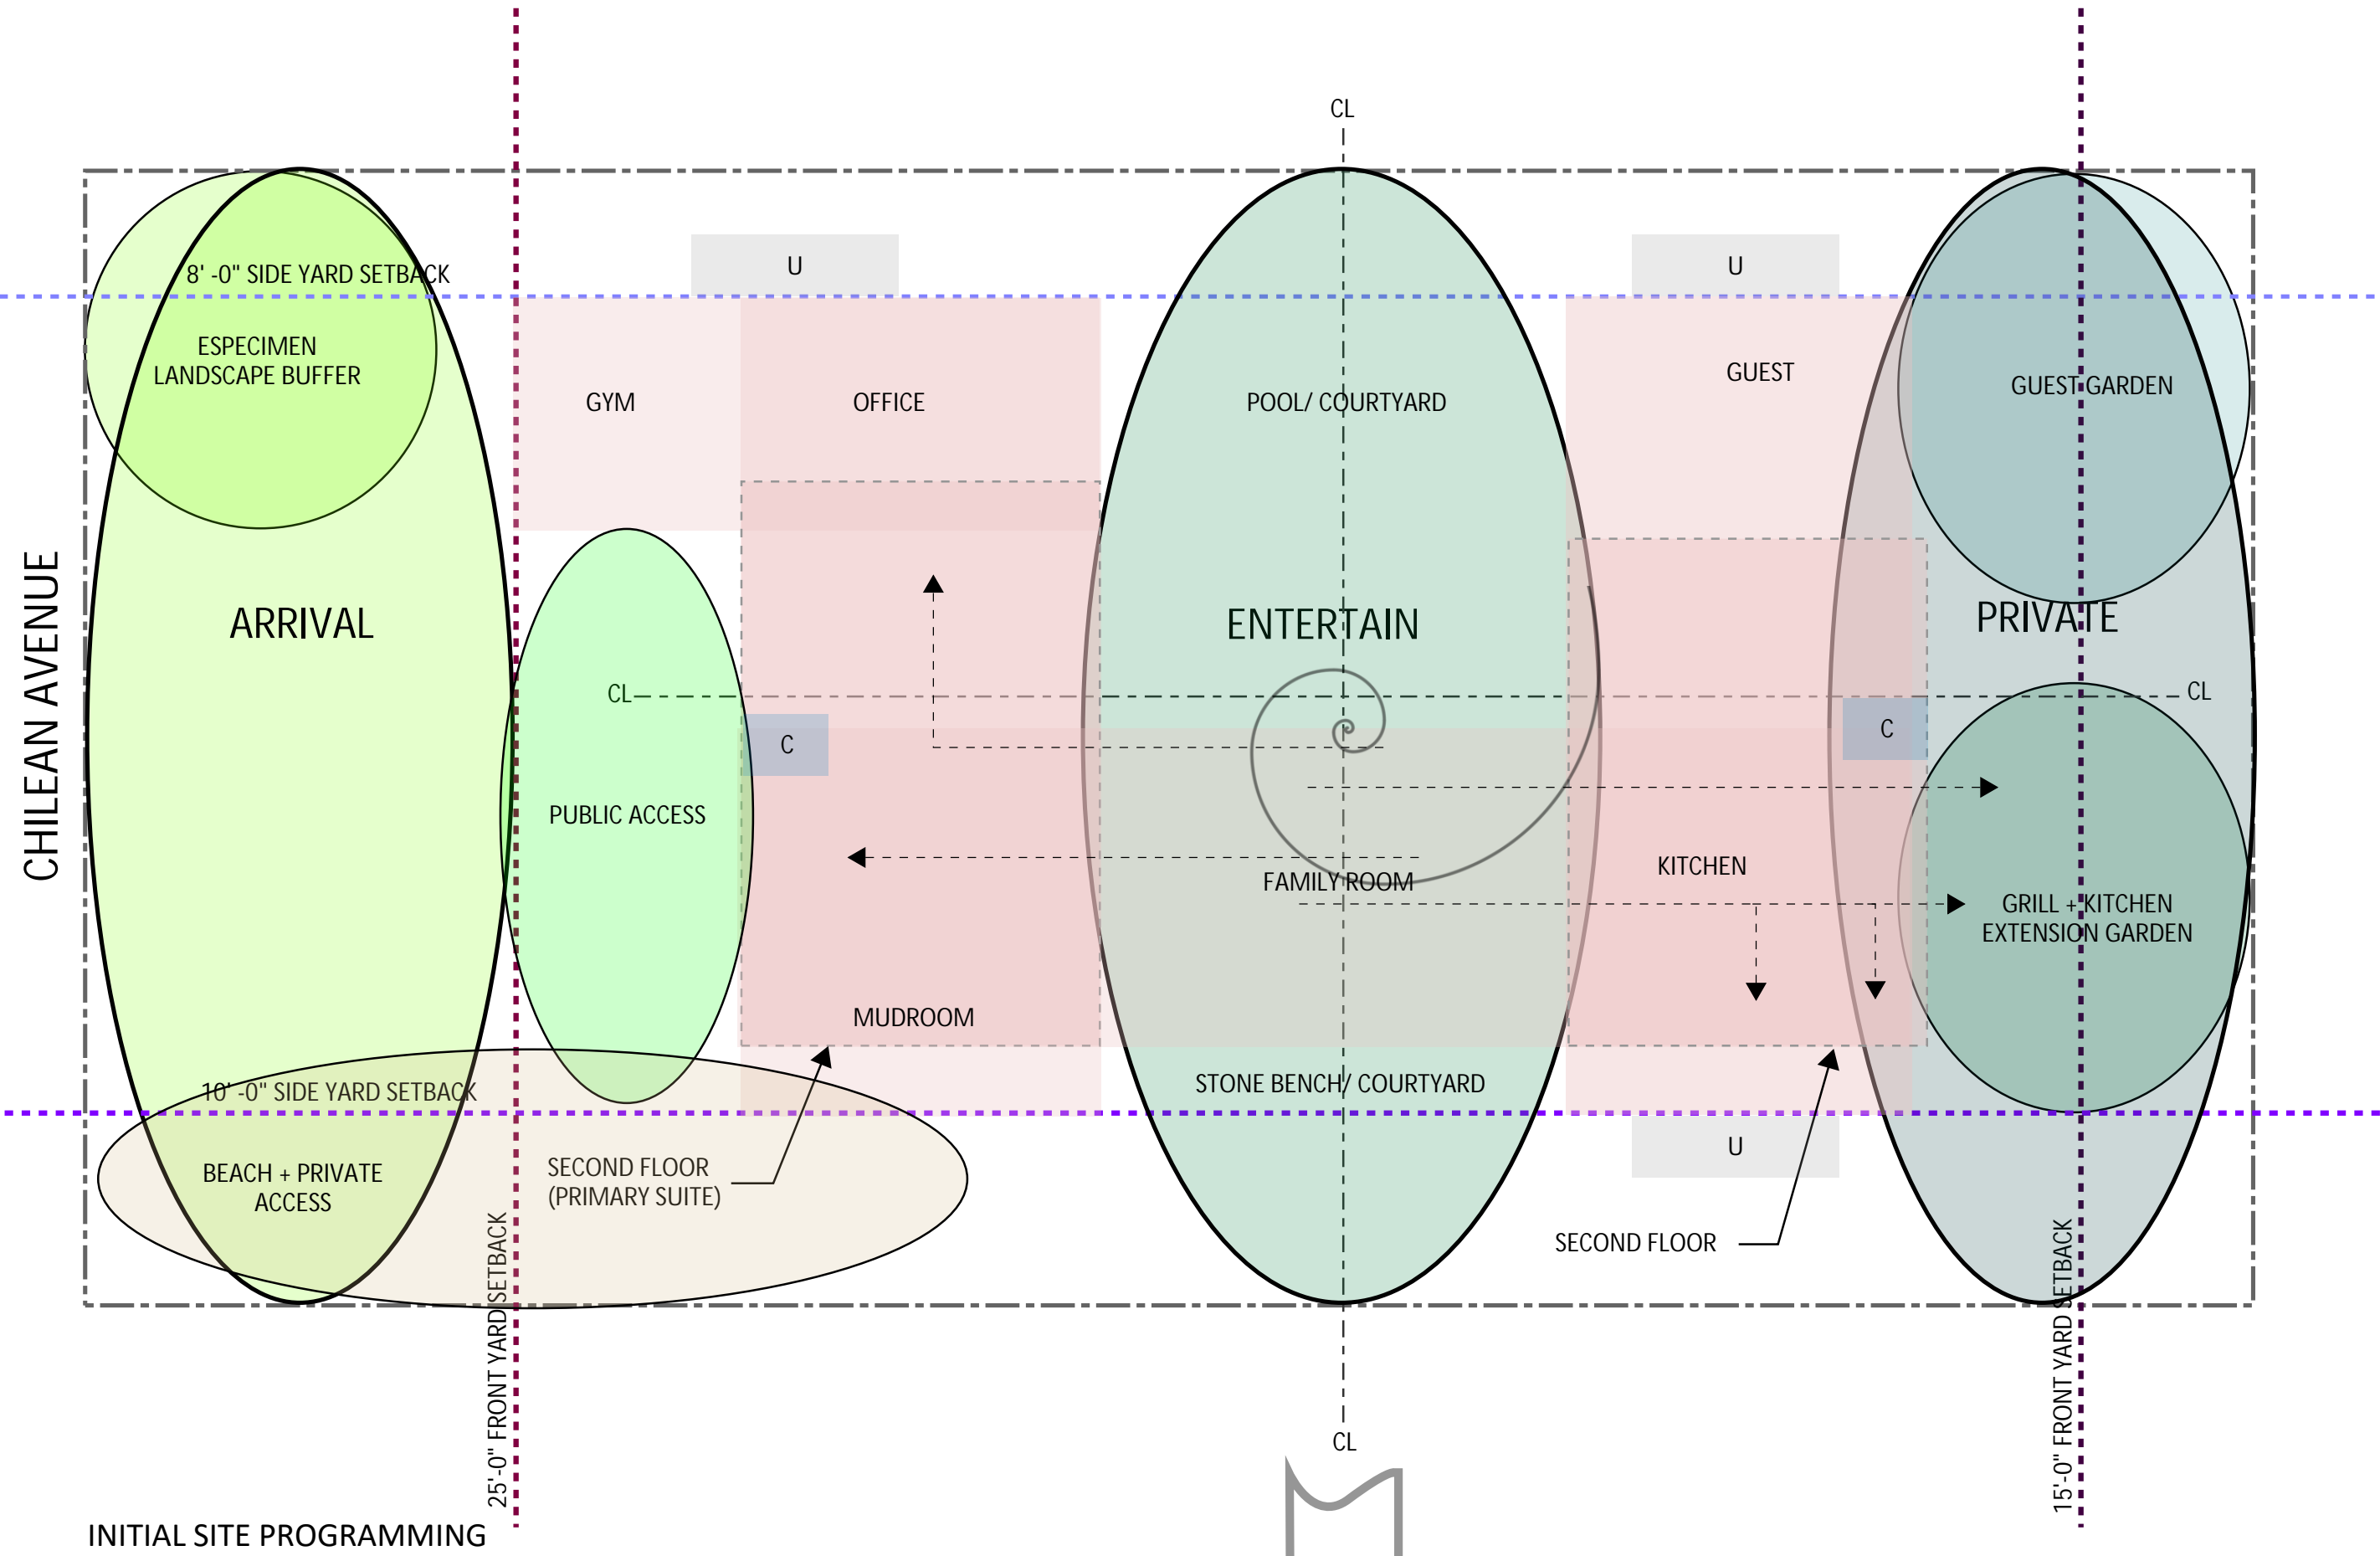 CL
8' -0" SIDE YARD SETBACK
U
U
ESPECIMEN
LANDSCAPE BUFFER
GYM
OFFICE
POOL/ COURTYARD
GUEST
GUEST GARDEN
CHILEAN AVENUE
ARRIVAL
ENTERTAIN
PRIVATE
CL
CL
C
C
PUBLIC ACCESS
FAMILY ROOM
KITCHEN
GRILL + KITCHEN
EXTENSION GARDEN
MUDROOM
10' -0" SIDE YARD SETBACK
STONE BENCH/ COURTYARD
U
BEACH + PRIVATE
ACCESS
SECOND FLOOR
(PRIMARY SUITE)
SECOND FLOOR
25'-0" FRONT YARD SETBACK
15'-0" FRONT YARD SETBACK
CL
INITIAL SITE PROGRAMMING